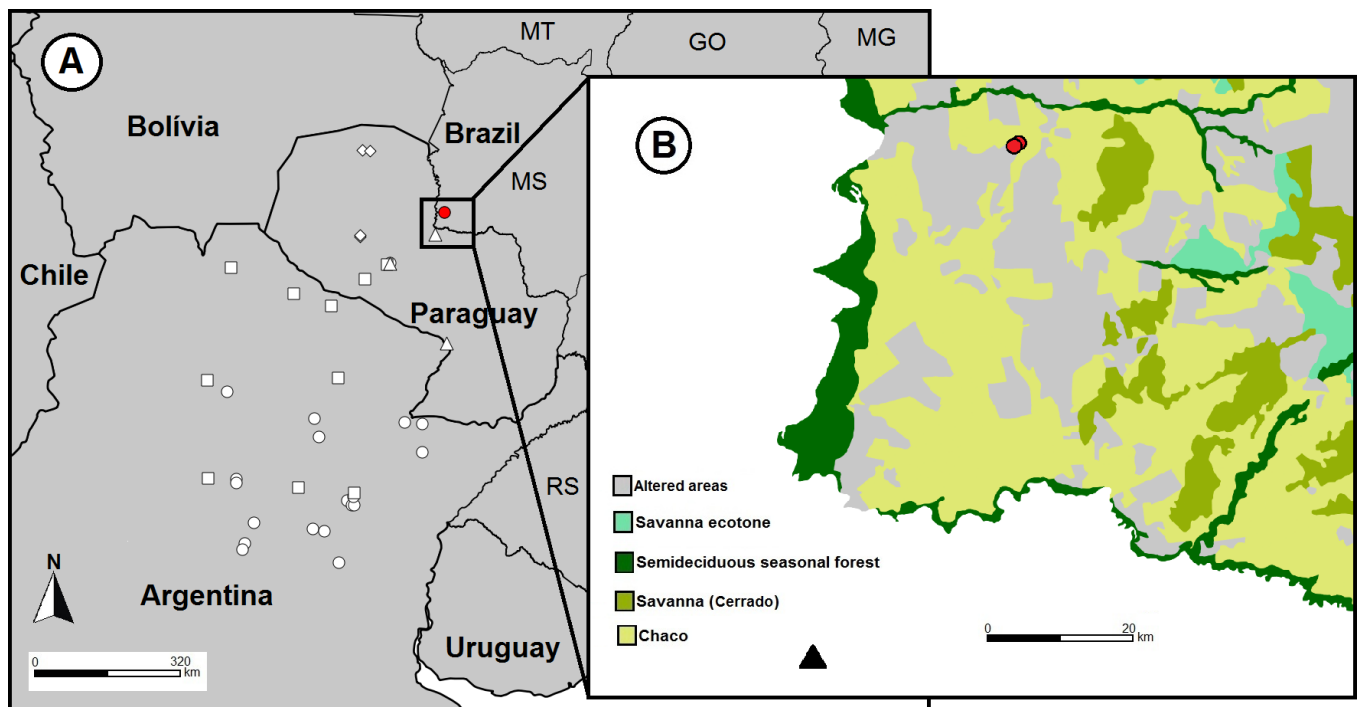 A
MT
GO
MG
Bolívia
Brazil
MS
Chile
Paraguay
RS
N
Argentina
Uruguay
0 320
km
B
Altered areas
Savanna ecotone
Semideciduous seasonal forest
Savanna (Cerrado)
Chaco
0 20
km